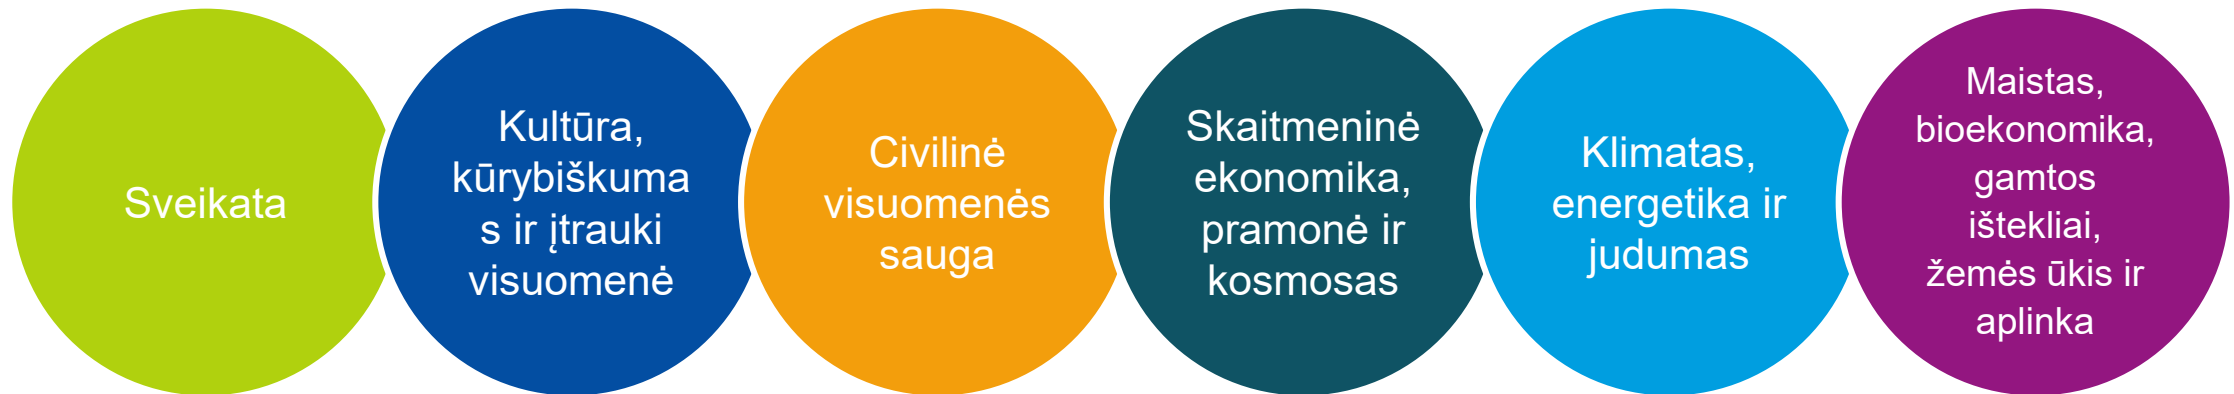 Sveikata
Kultūra,
kūrybiškuma
s ir įtrauki
visuomenė
Civilinė
visuomenės
sauga
Skaitmeninė
ekonomika,
pramonė ir
kosmosas
Klimatas,
energetika ir
judumas
Maistas,
bioekonomika,
gamtos
ištekliai,
žemės ūkis ir
aplinka